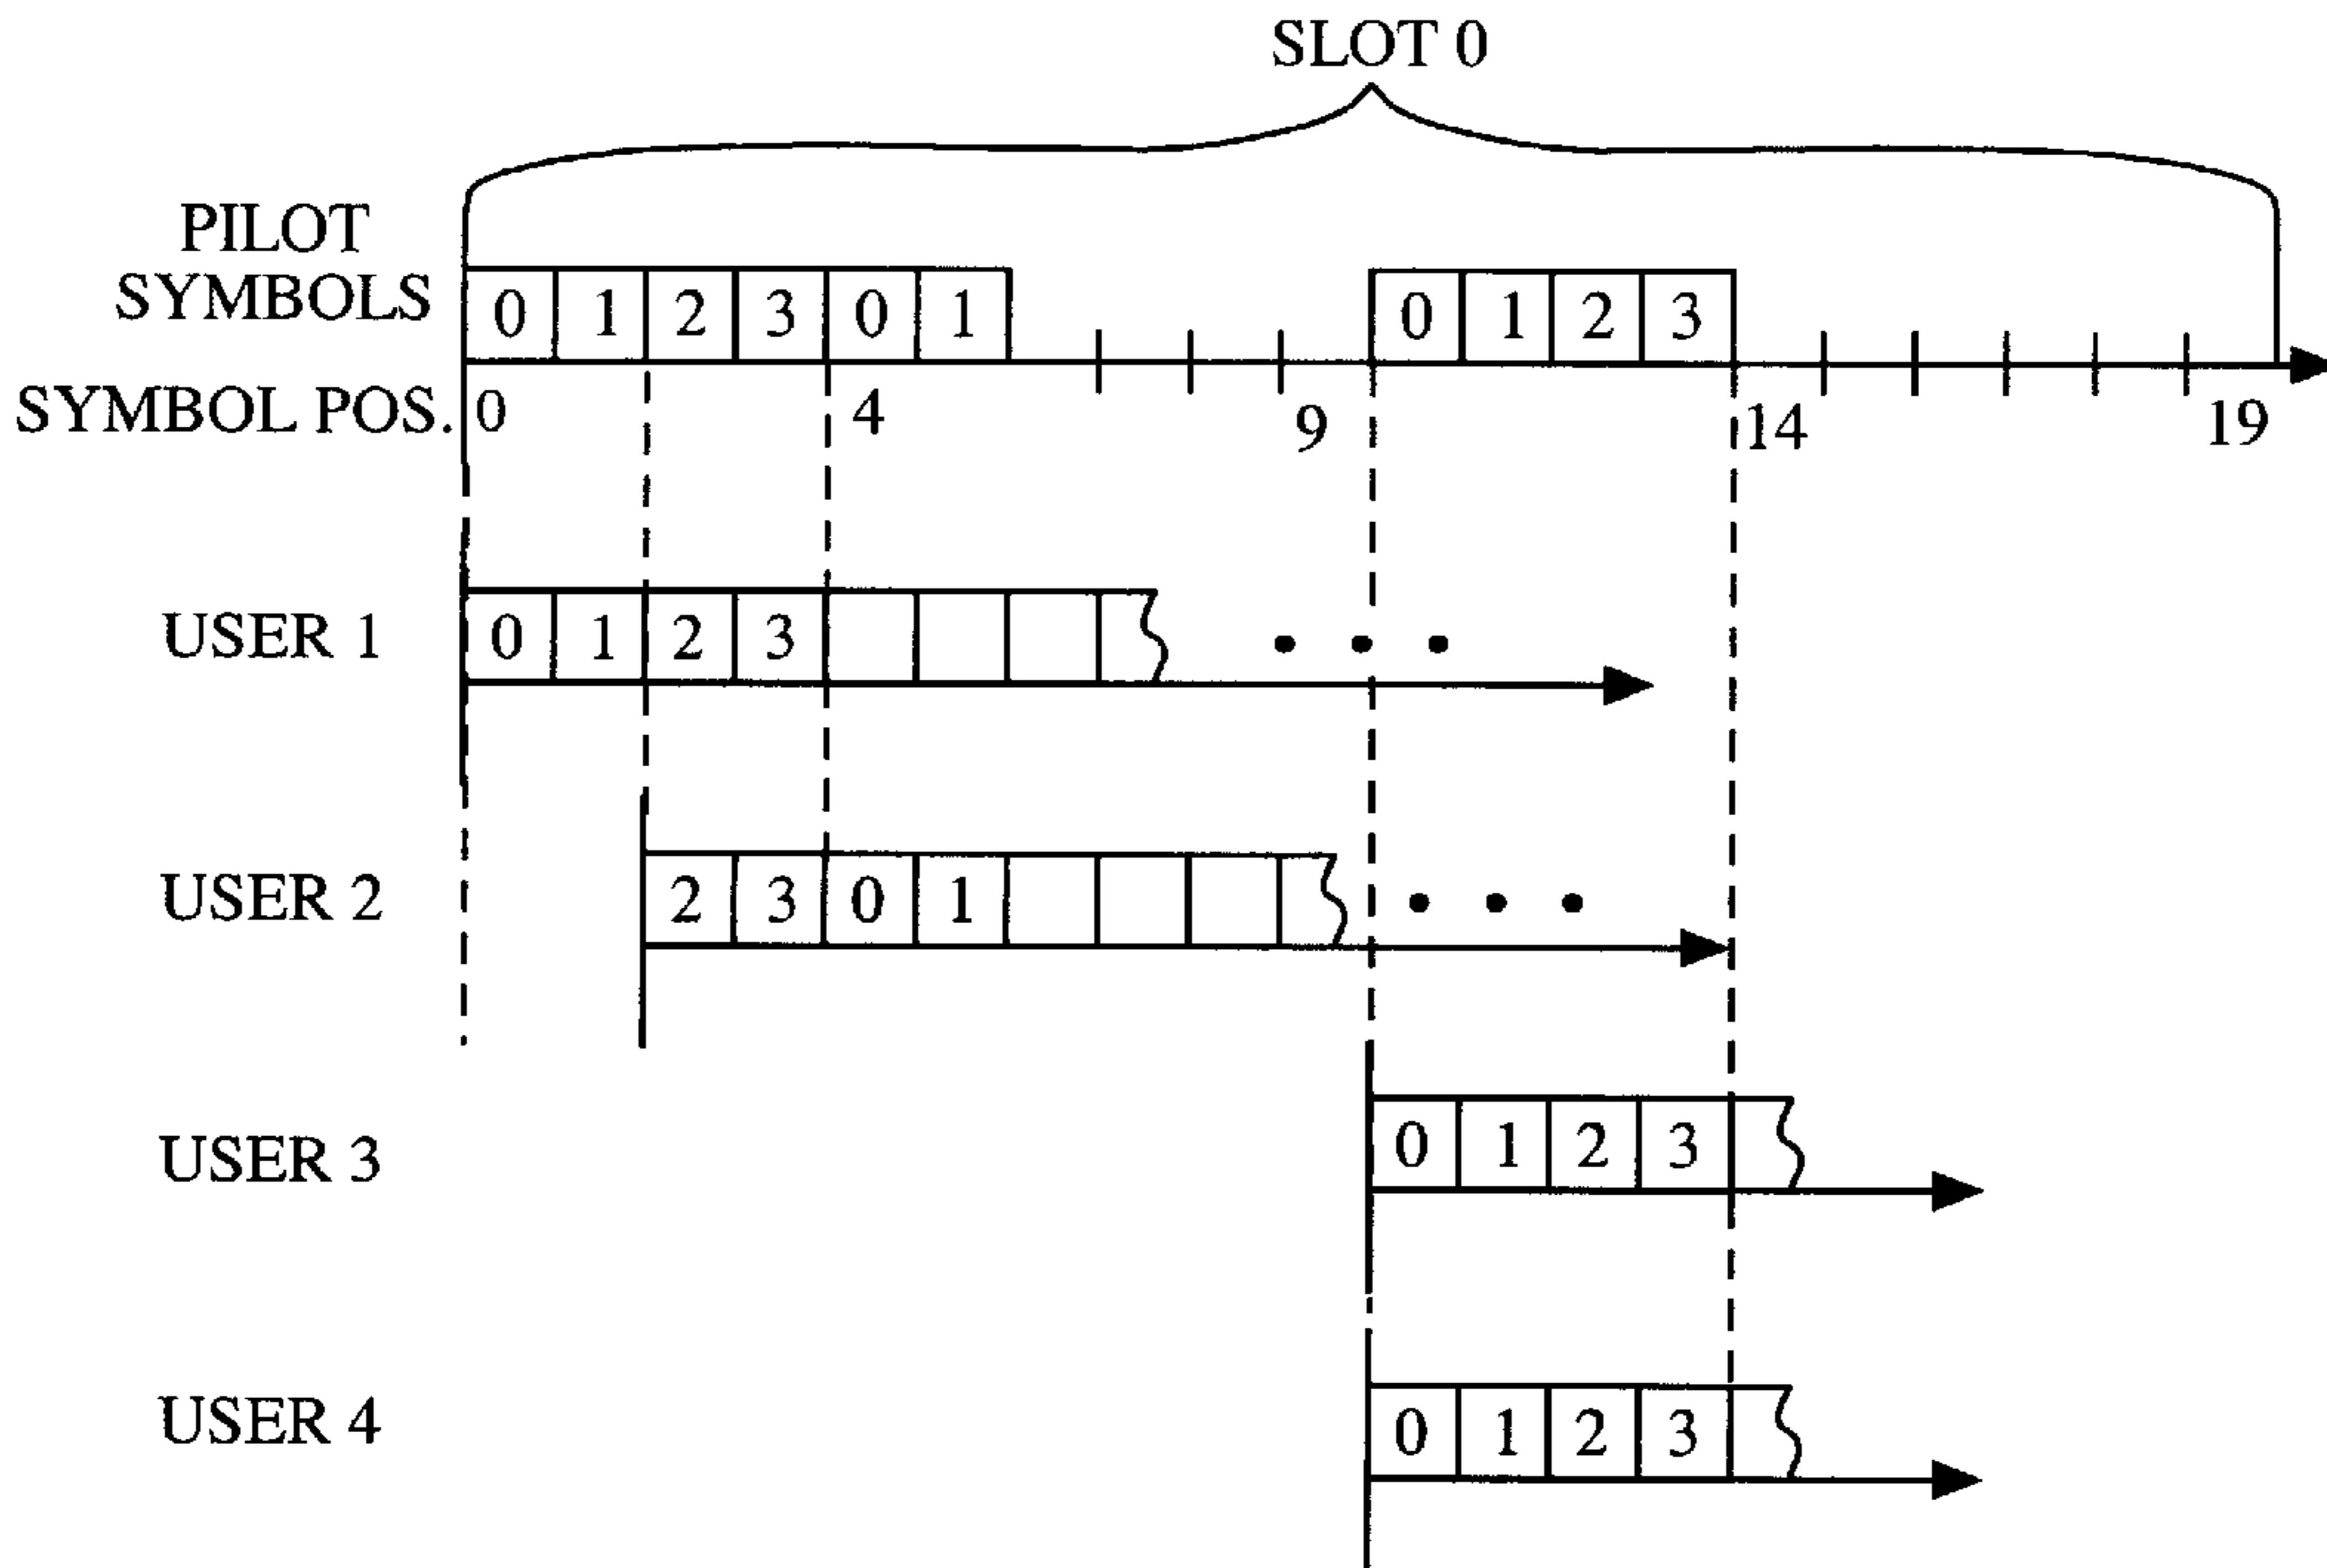 SLOT 0
PILOT
SYMBOLS 0 1 2 3 0 1 0 1 2 3
SYMBOL POS. 0 4 9 14 19
USER 1 0 1 2 3 • • •
USER 2 2 3 0 1 • • •
USER 3 0 1 2 3
USER 4 0 1 2 3